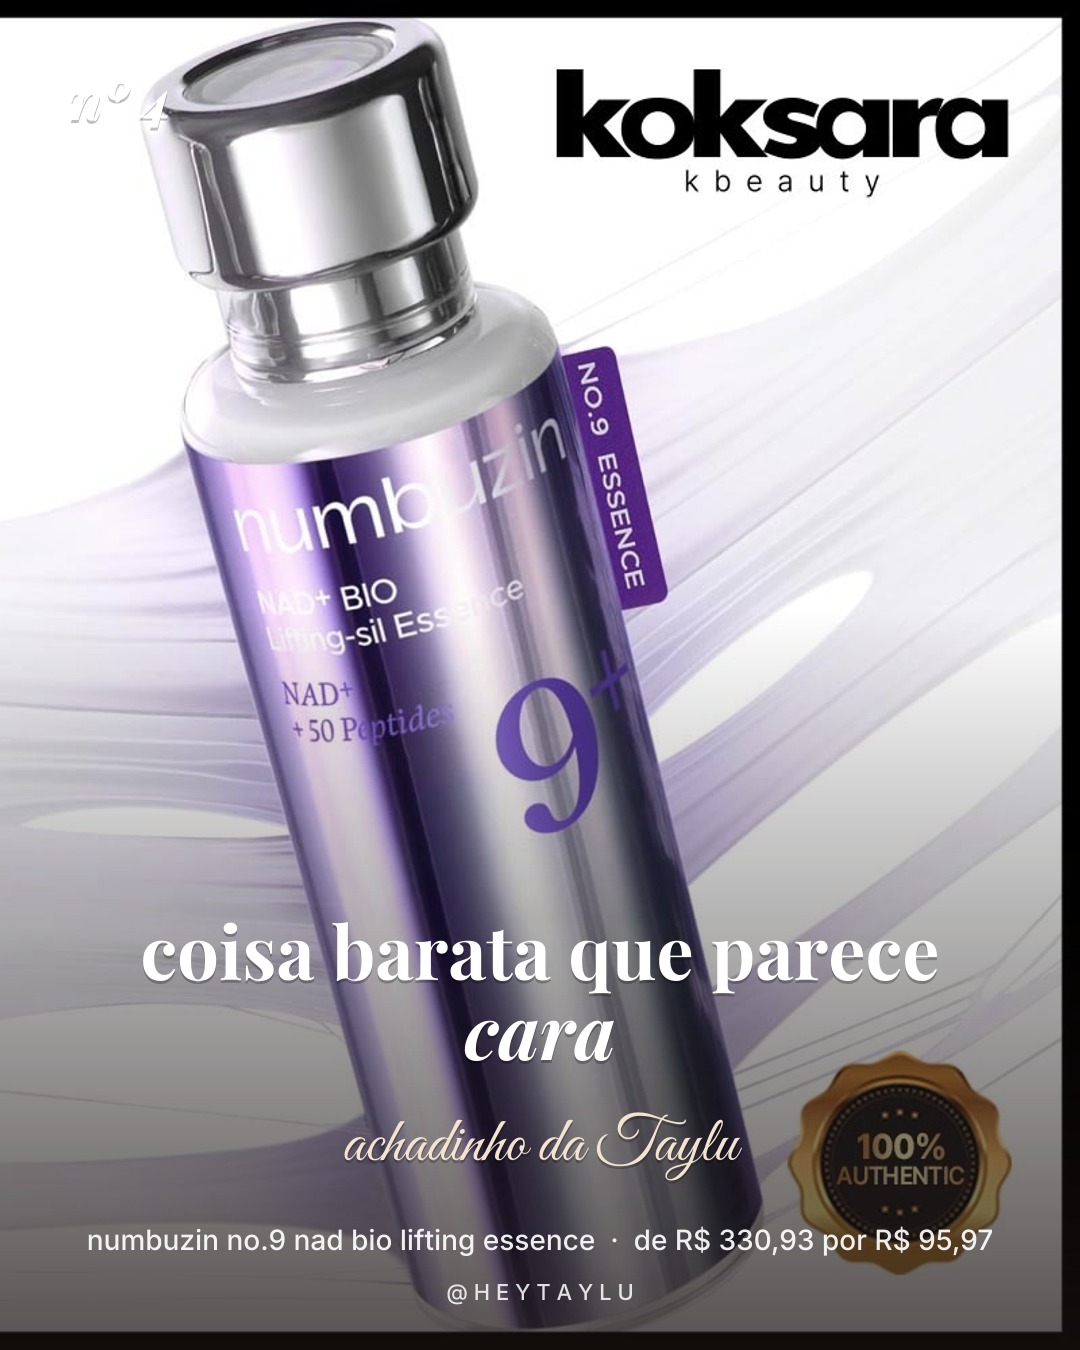 nº 4
koksara
kbeauty
NO.9 ESSENCE
numbuzin
NAD+ BIO
Lifting-sil Essence
NAD+
+50 Peptides
9+
coisa barata que parece
cara
achadinho da Taylu
100%
AUTHENTIC
numbuzin no.9 nad bio lifting essence · de R$ 330,93 por R$ 95,97
@HEYTAYLU